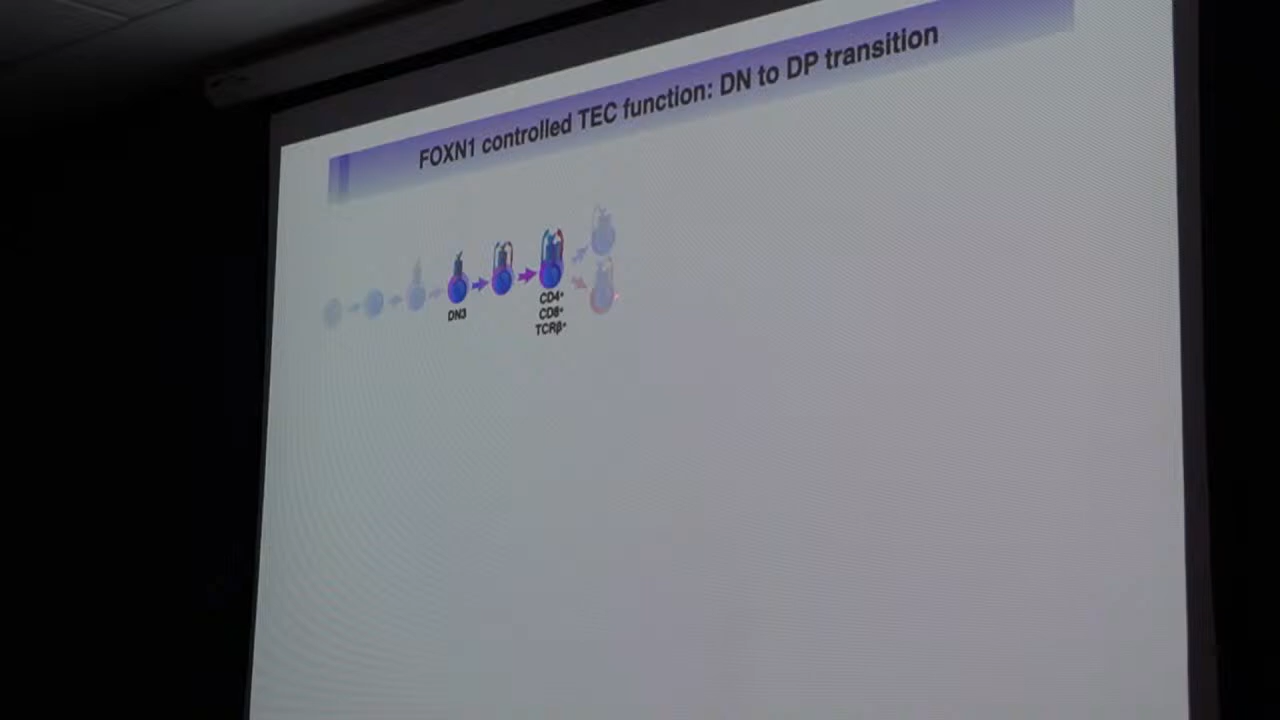 FOXN1 controlled TEC function: DN to DP transition
DN3
CD4⁺
CD8⁺
TCRβ⁺